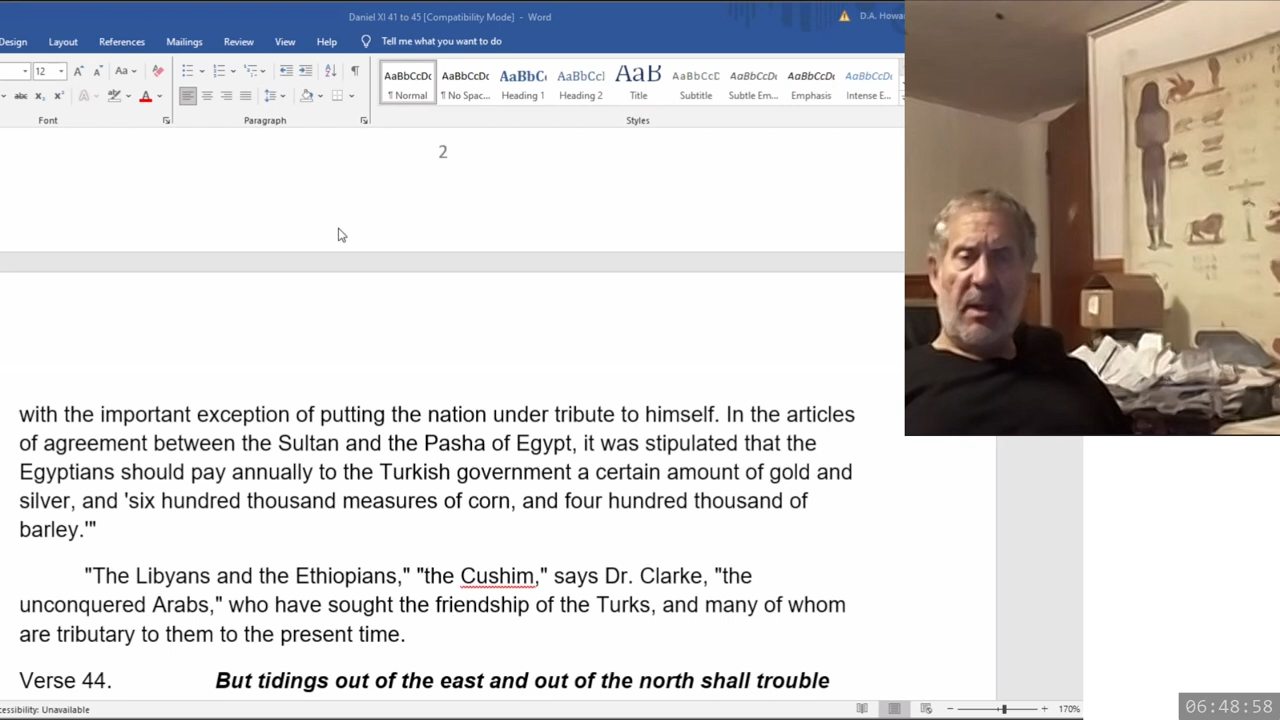 Daniel XI 41 to 45 [Compatibility Mode] - Word
D.A. Howar
Design Layout References Mailings Review View Help Tell me what you want to do
12 Aa
AaBbCcDc AaBbCcDc AaBbC AaBbCcI AaB AaBbCcD AaBbCcDc AaBbCcDc AaBbCcDc
¶ Normal ¶ No Spac... Heading 1 Heading 2 Title Subtitle Subtle Em... Emphasis Intense E...
Font Paragraph Styles
2
with the important exception of putting the nation under tribute to himself. In the articles
of agreement between the Sultan and the Pasha of Egypt, it was stipulated that the
Egyptians should pay annually to the Turkish government a certain amount of gold and
silver, and 'six hundred thousand measures of corn, and four hundred thousand of
barley.'"
"The Libyans and the Ethiopians," "the Cushim," says Dr. Clarke, "the
unconquered Arabs," who have sought the friendship of the Turks, and many of whom
are tributary to them to the present time.
Verse 44. But tidings out of the east and out of the north shall trouble
cessibility: Unavailable
170%
06:48:58